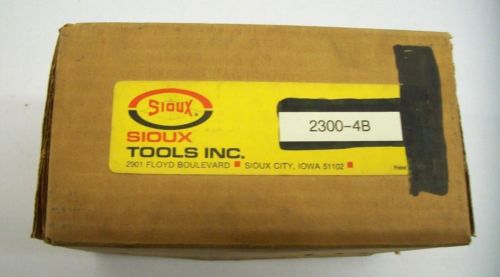 SIOUX.
SIOUX
TOOLS INC.
2901 FLOYD BOULEVARD ■ SIOUX CITY, IOWA 51102 ■
2300-4B